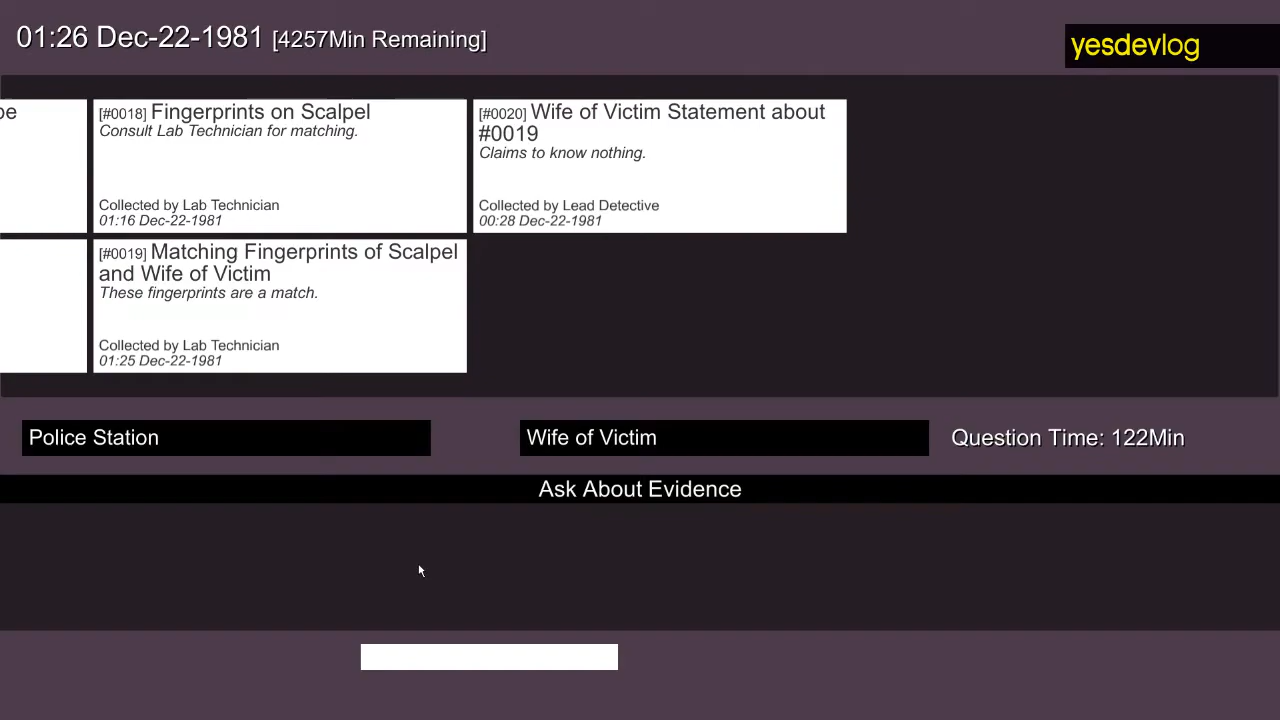 01:26 Dec-22-1981 [4257Min Remaining]
yesdevlog
[#0018] Fingerprints on Scalpel
Consult Lab Technician for matching.
Collected by Lab Technician
01:16 Dec-22-1981
[#0020] Wife of Victim Statement about
#0019
Claims to know nothing.
Collected by Lead Detective
00:28 Dec-22-1981
[#0019] Matching Fingerprints of Scalpel
and Wife of Victim
These fingerprints are a match.
Collected by Lab Technician
01:25 Dec-22-1981
Police Station
Wife of Victim
Question Time: 122Min
Ask About Evidence